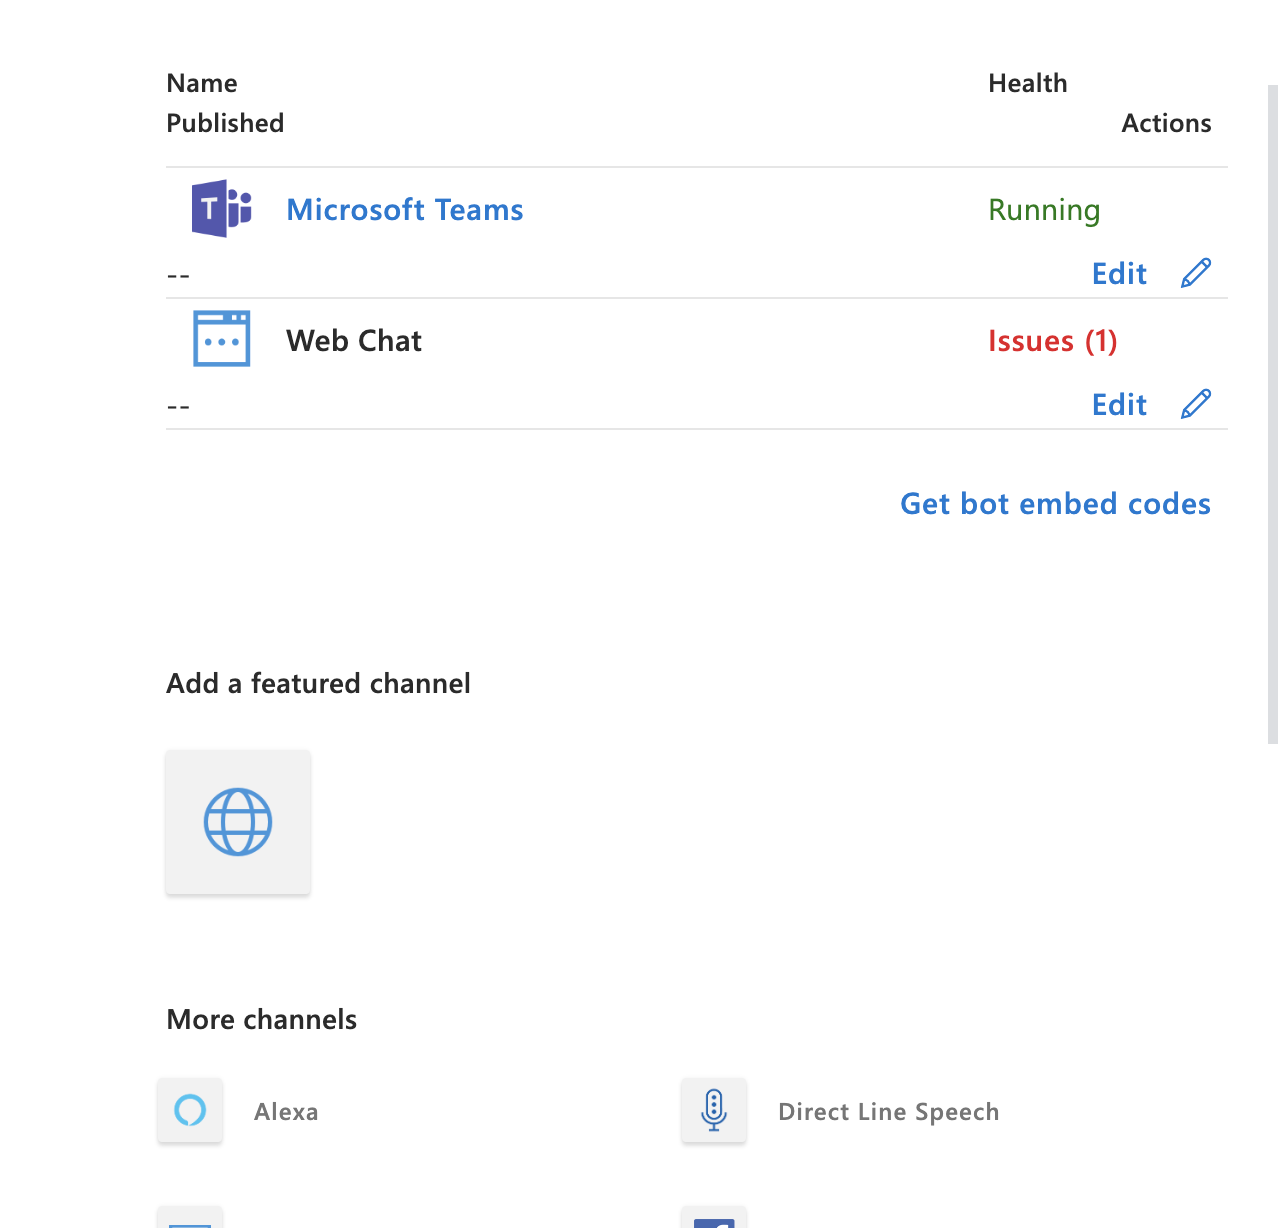 Name Health
Published Actions
Microsoft Teams Running
-- Edit
Web Chat Issues (1)
-- Edit
Get bot embed codes
Add a featured channel
More channels
Alexa Direct Line Speech